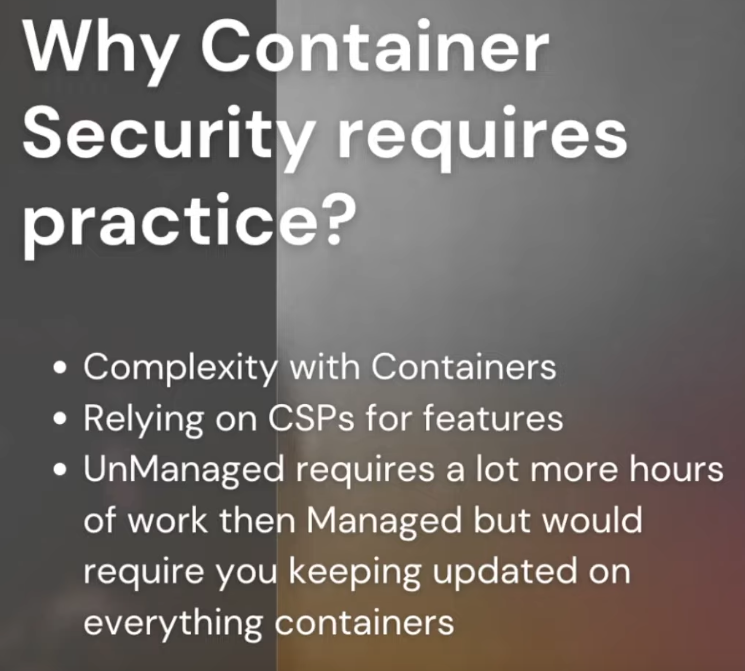 Why Container
Security requires
practice?
• Complexity with Containers
• Relying on CSPs for features
• UnManaged requires a lot more hours
of work then Managed but would
require you keeping updated on
everything containers